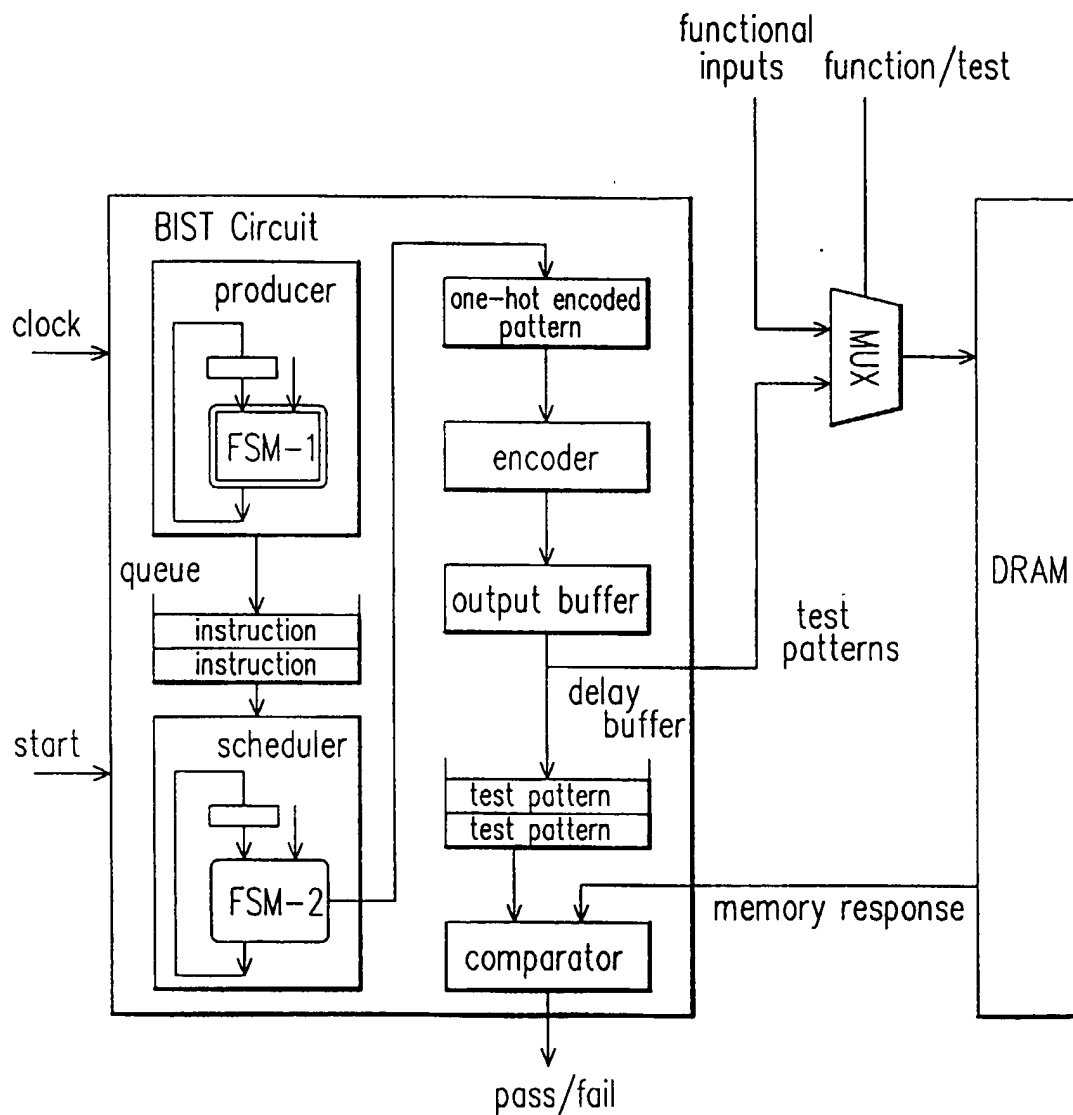 functional
inputs
function/test
BIST Circuit
producer
clock
FSM-1
one-hot encoded
pattern
MUX
encoder
queue
instruction
instruction
output buffer
DRAM
test
patterns
delay
buffer
start
scheduler
FSM-2
test pattern
test pattern
memory response
comparator
pass/fail